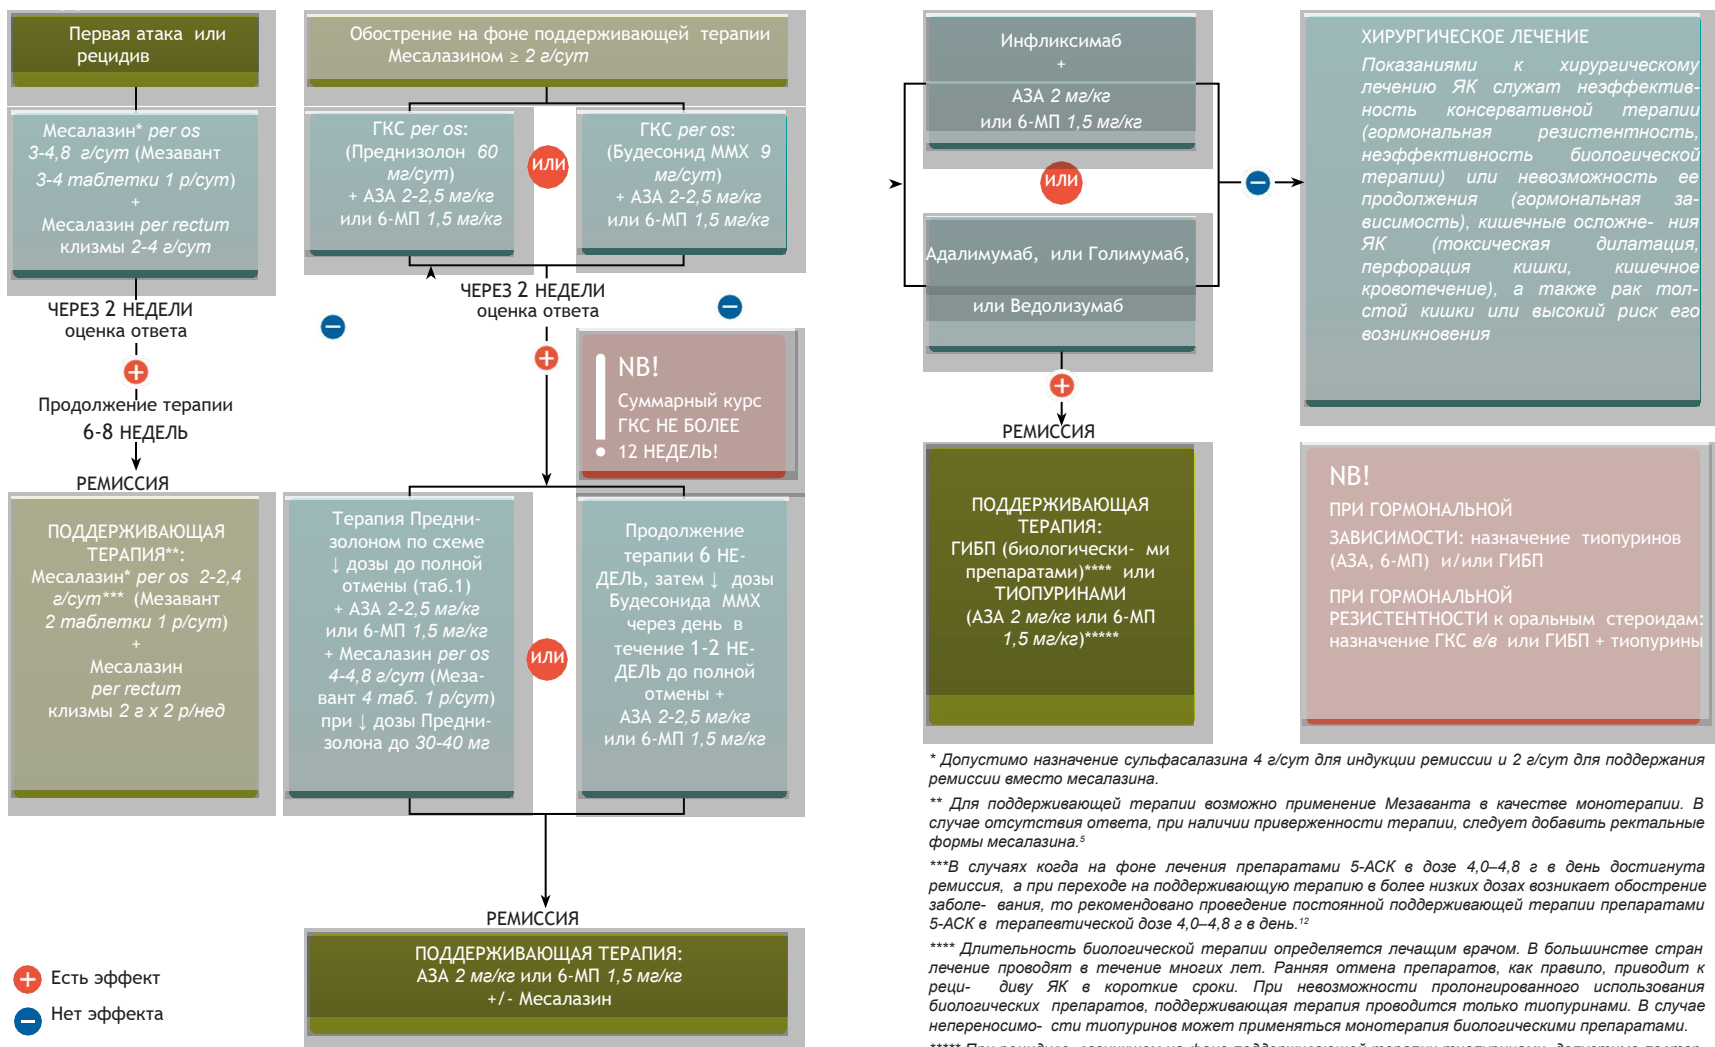 Первая атака или
рецидив
Месалазин* per os
3-4,8 г/сут (Мезавант
3-4 таблетки 1 р/сут)
+
Месалазин per rectum
клизмы 2-4 г/сут
ЧЕРЕЗ 2 НЕДЕЛИ
оценка ответа
Продолжение терапии
6-8 НЕДЕЛЬ
РЕМИССИЯ
ПОДДЕРЖИВАЮЩАЯ
ТЕРАПИЯ**:
Месалазин* per os 2-2,4
г/сут*** (Мезавант
2 таблетки 1 р/сут)
+
Месалазин
per rectum
клизмы 2 г х 2 р/нед
Есть эффект
Нет эффекта
Обострение на фоне поддерживающей терапии
Месалазином ≥ 2 г/сут
ГКС per os:
(Преднизолон 60
мг/сут)
+ АЗА 2-2,5 мг/кг
или 6-МП 1,5 мг/кг
ИЛИ
ГКС per os:
(Будесонид ММХ 9
мг/сут)
+ АЗА 2-2,5 мг/кг
или 6-МП 1,5 мг/кг
ЧЕРЕЗ 2 НЕДЕЛИ
оценка ответа
NB!
Суммарный курс
ГКС НЕ БОЛЕЕ
12 НЕДЕЛЬ!
Терапия Предни-
золоном по схеме
↓ дозы до полной
отмены (таб.1)
+ АЗА 2-2,5 мг/кг
или 6-МП 1,5 мг/кг
+ Месалазин per os
4-4,8 г/сут (Меза-
вант 4 таб. 1 р/сут)
при ↓ дозы Предни-
золона до 30-40 мг
ИЛИ
Продолжение
терапии 6 НЕ-
ДЕЛЬ, затем ↓ дозы
Будесонида ММХ
через день в
течение 1-2 НЕ-
ДЕЛЬ до полной
отмены +
АЗА 2-2,5 мг/кг
или 6-МП 1,5 мг/кг
РЕМИССИЯ
ПОДДЕРЖИВАЮЩАЯ ТЕРАПИЯ:
АЗА 2 мг/кг или 6-МП 1,5 мг/кг
+/- Месалазин
Инфликсимаб
+
АЗА 2 мг/кг
или 6-МП 1,5 мг/кг
ИЛИ
Адалимумаб, или Голимумаб,
или Ведолизумаб
РЕМИССИЯ
ПОДДЕРЖИВАЮЩАЯ
ТЕРАПИЯ:
ГИБП (биологически- ми
препаратами)**** или
ТИОПУРИНАМИ
(АЗА 2 мг/кг или 6-МП
1,5 мг/кг)*****
ХИРУРГИЧЕСКОЕ ЛЕЧЕНИЕ
Показаниями к хирургическому
лечению ЯК служат неэффектив-
ность консервативной терапии
(гормональная резистентность,
неэффективность биологической
терапии) или невозможность ее
продолжения (гормональная за-
висимость), кишечные осложне- ния
ЯК (токсическая дилатация,
перфорация кишки, кишечное
кровотечение), а также рак тол-
стой кишки или высокий риск его
возникновения
NB!
ПРИ ГОРМОНАЛЬНОЙ
ЗАВИСИМОСТИ: назначение тиопуринов
(АЗА, 6-МП) и/или ГИБП
ПРИ ГОРМОНАЛЬНОЙ
РЕЗИСТЕНТНОСТИ к оральным стероидам:
назначение ГКС в/в или ГИБП + тиопурины
* Допустимо назначение сульфасалазина 4 г/сут для индукции ремиссии и 2 г/сут для поддержания
ремиссии вместо месалазина.
** Для поддерживающей терапии возможно применение Мезаванта в качестве монотерапии. В
случае отсутствия ответа, при наличии приверженности терапии, следует добавить ректальные
формы месалазина.⁵
***В случаях когда на фоне лечения препаратами 5-АСК в дозе 4,0–4,8 г в день достигнута
ремиссия, а при переходе на поддерживающую терапию в более низких дозах возникает обострение
заболе- вания, то рекомендовано проведение постоянной поддерживающей терапии препаратами
5-АСК в терапевтической дозе 4,0–4,8 г в день.¹²
**** Длительность биологической терапии определяется лечащим врачом. В большинстве стран
лечение проводят в течение многих лет. Ранняя отмена препаратов, как правило, приводит к
реци- диву ЯК в короткие сроки. При невозможности пролонгированного использования
биологических препаратов, поддерживающая терапия проводится только тиопуринами. В случае
непереносимо- сти тиопуринов может применяться монотерапия биологическими препаратами.